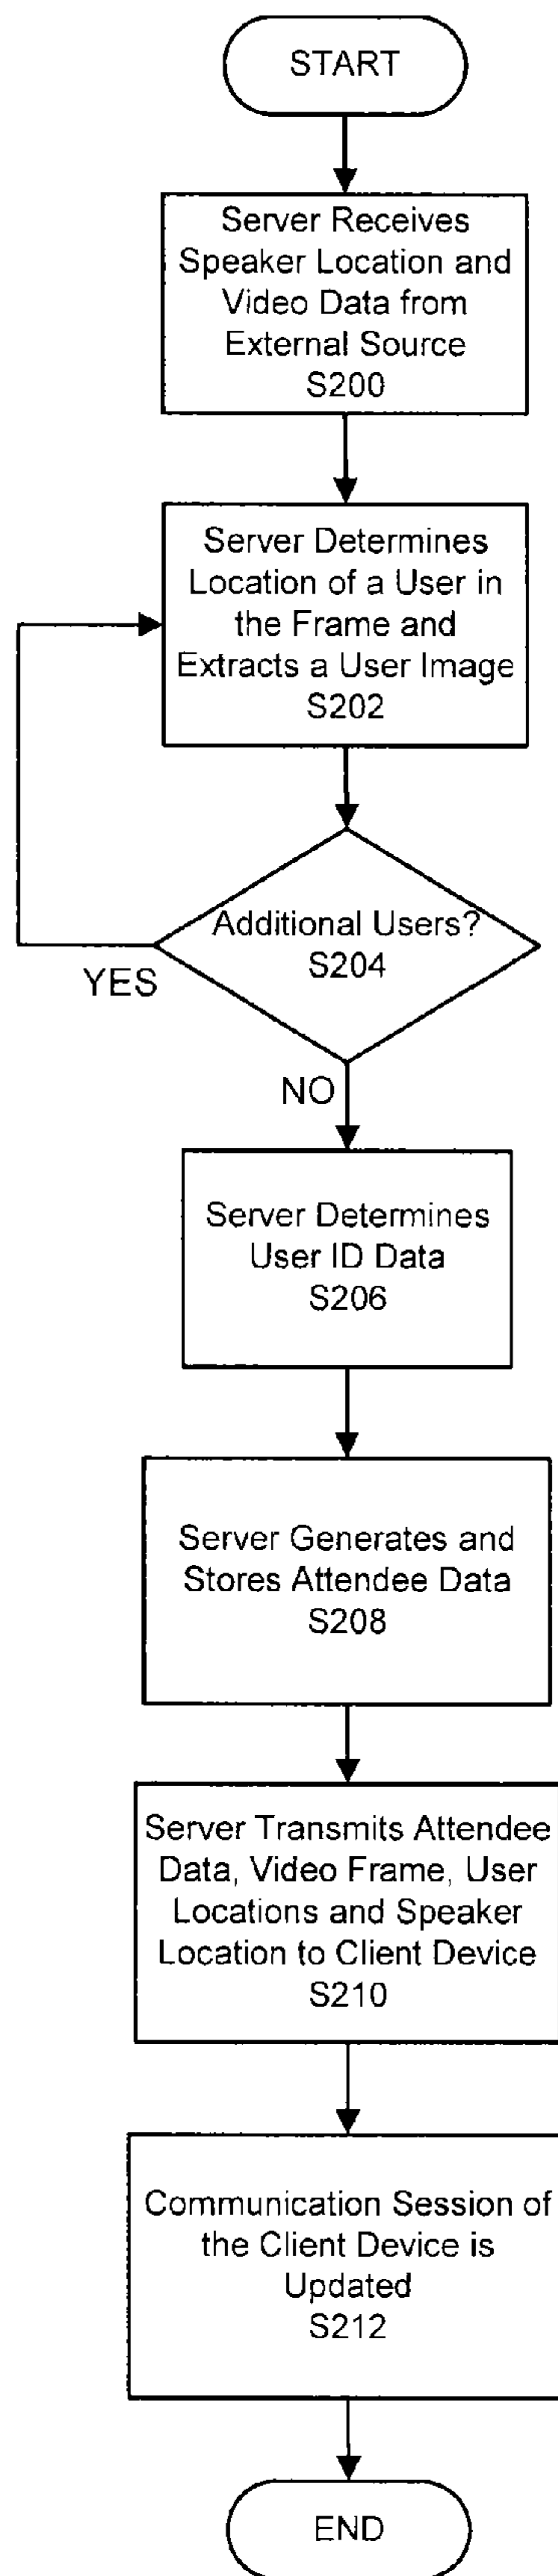 START
Server Receives
Speaker Location and
Video Data from
External Source
S200
Server Determines
Location of a User in
the Frame and
Extracts a User Image
S202
Additional Users?
S204
YES
NO
Server Determines
User ID Data
S206
Server Generates and
Stores Attendee Data
S208
Server Transmits Attendee
Data, Video Frame, User
Locations and Speaker
Location to Client Device
S210
Communication Session of
the Client Device is
Updated
S212
END